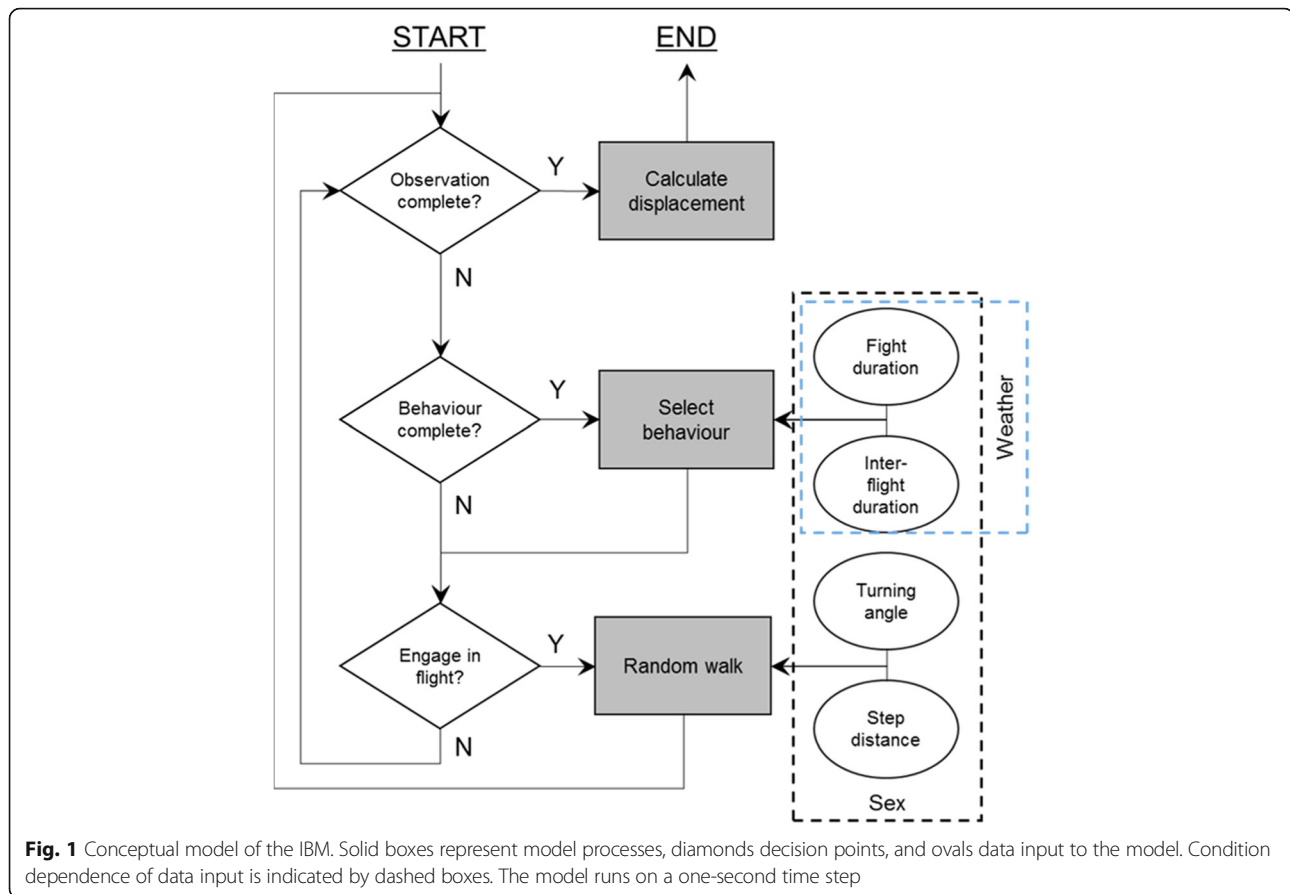 START
END
Observation
complete?
Y
Calculate
displacement
N
Behaviour
complete?
Y
Select
behaviour
Fight
duration
Inter-
flight
duration
Weather
N
Engage in
flight?
Y
Random walk
Turning
angle
Step
distance
N
Sex
Fig. 1 Conceptual model of the IBM. Solid boxes represent model processes, diamonds decision points, and ovals data input to the model. Condition
dependence of data input is indicated by dashed boxes. The model runs on a one-second time step